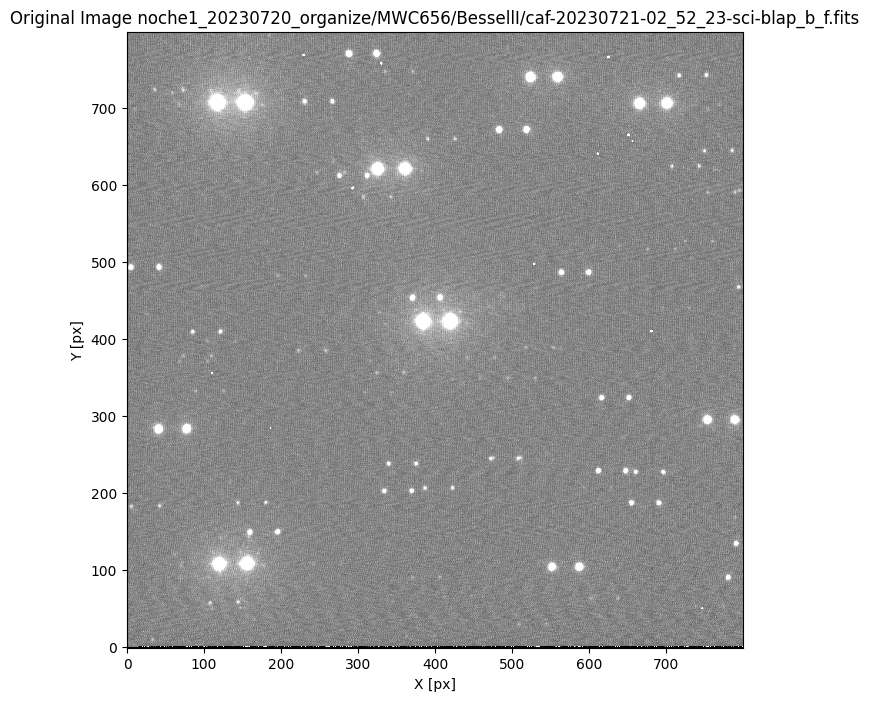 Original Image noche1_20230720_organize/MWC656/BessellI/caf-20230721-02_52_23-sci-blap_b_f.fits
700
600
500
400
300
200
100
0
Y [px]
0 100 200 300 400 500 600 700
X [px]